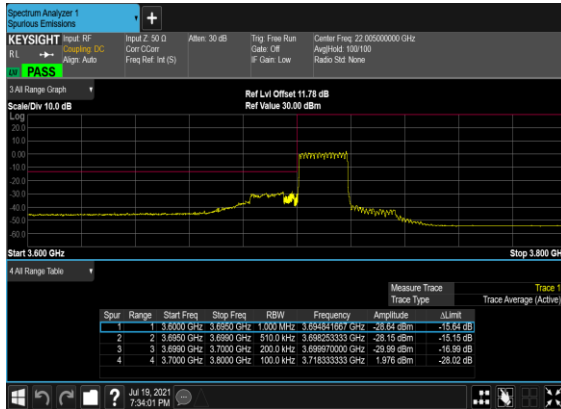 Spectrum Analyzer 1
Spurious Emissions
KEYSIGHT Input: RF Input Z: 50 Ω Atten: 30 dB Trig: Free Run Center Freq: 22.005000000 GHz
RL Coupling: DC Corr CCorr Gate: Off Avg|Hold: 100/100
Align: Auto Freq Ref: Int (S) IF Gain: Low Radio Std: None
PASS
3 All Range Graph Ref Lvl Offset 11.78 dB
Scale/Div 10.0 dB Ref Value 30.00 dBm
Log
20.0
10.0
0.00
-10.0
-20.0
-30.0
-40.0
-50.0
-60.0
Start 3.600 GHz Stop 3.800 GHz
4 All Range Table
Measure Trace Trace 1
Trace Type Trace Average (Active)
Spur Range Start Freq Stop Freq RBW Frequency Amplitude ΔLimit
1 1 3.6000 GHz 3.6950 GHz 1.000 MHz 3.694841667 GHz -28.64 dBm -15.64 dB
2 2 3.6950 GHz 3.6990 GHz 510.0 kHz 3.698253333 GHz -28.15 dBm -15.15 dB
3 3 3.6990 GHz 3.7000 GHz 200.0 kHz 3.699970000 GHz -29.99 dBm -16.99 dB
4 4 3.7000 GHz 3.8000 GHz 100.0 kHz 3.718333333 GHz 1.976 dBm -28.02 dB
? Jul 19, 2021
7:34:01 PM